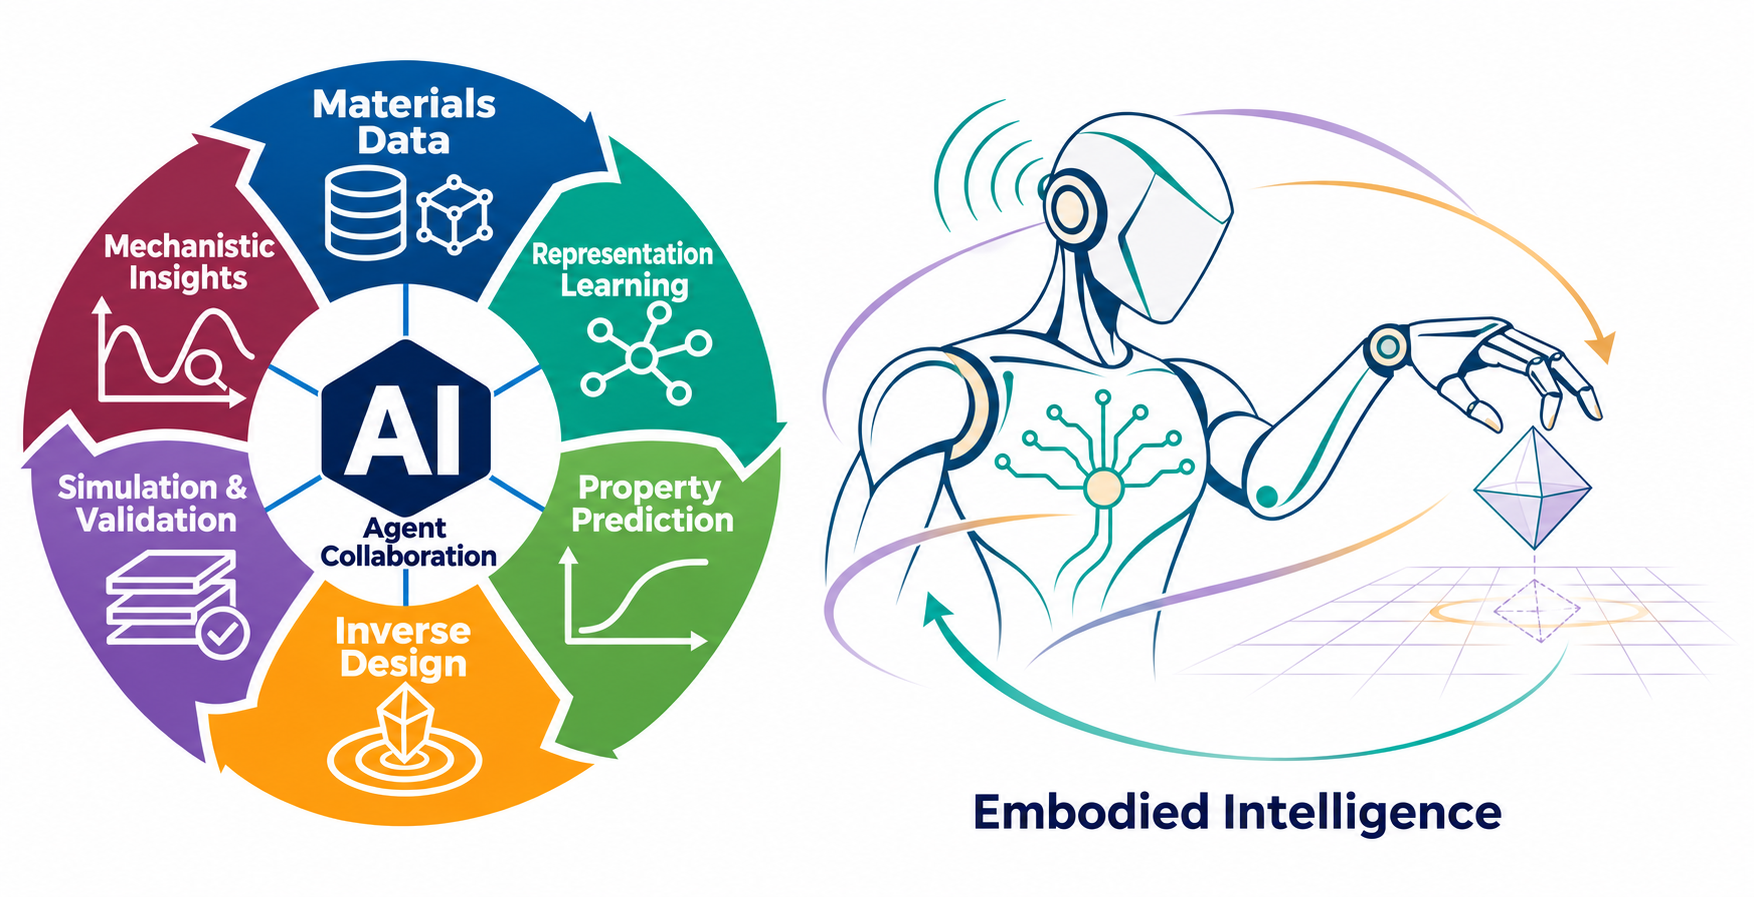 Materials
Data
Representation
Learning
Property
Prediction
Inverse
Design
Simulation &
Validation
Mechanistic
Insights
AI
Agent
Collaboration
Embodied Intelligence